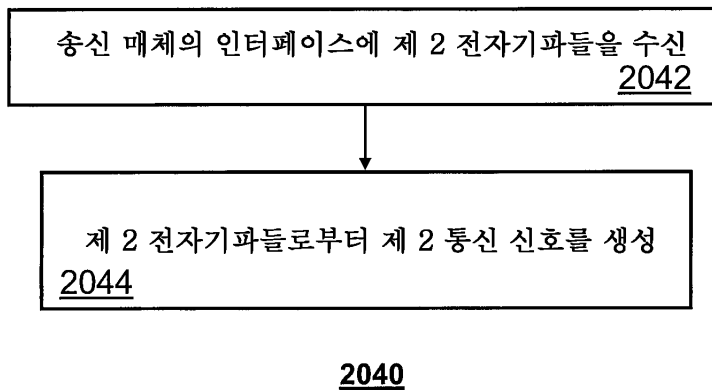 송신 매체의 인터페이스에 제 2 전자기파들을 수신
2042
제 2 전자기파들로부터 제 2 통신 신호를 생성
2044
2040